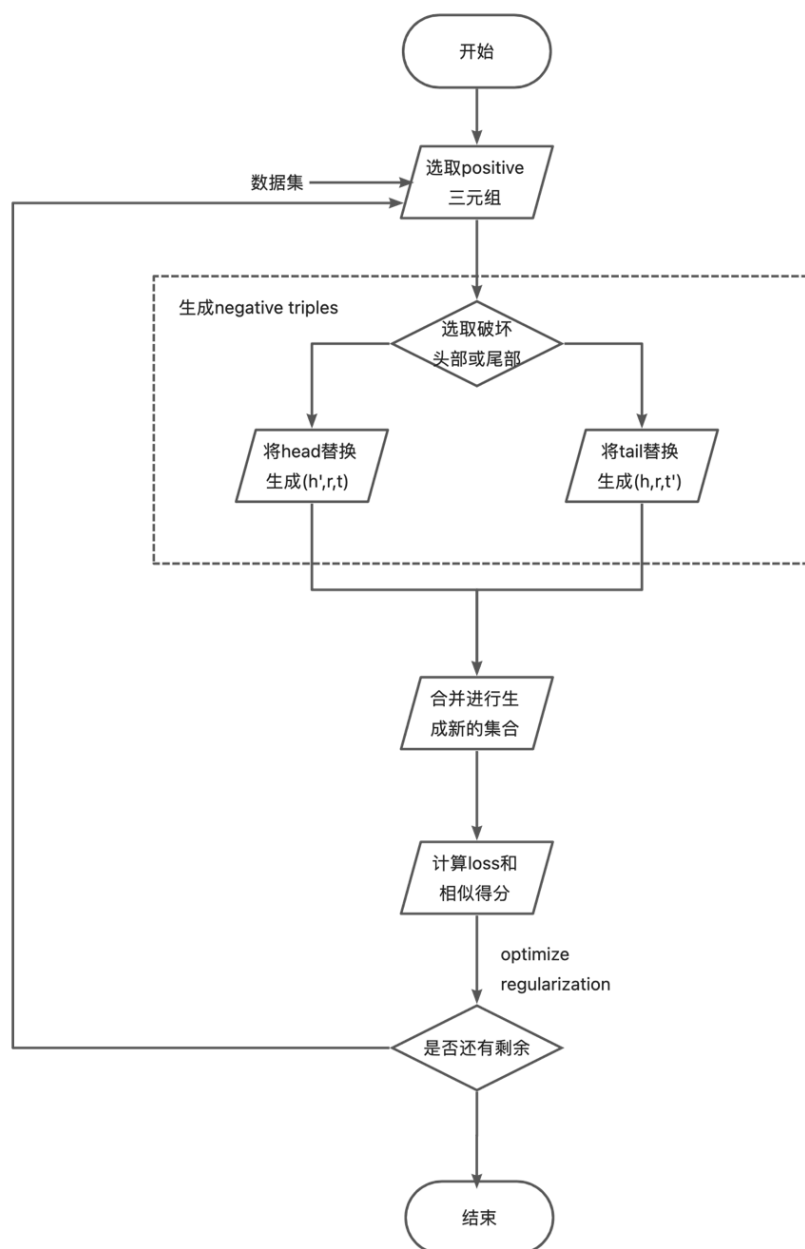 开始
数据集
选取positive
三元组
生成negative triples
选取破坏
头部或尾部
将head替换
生成(h',r,t)
将tail替换
生成(h,r,t')
合并进行生
成新的集合
计算loss和
相似得分
optimize
regularization
是否还有剩余
结束